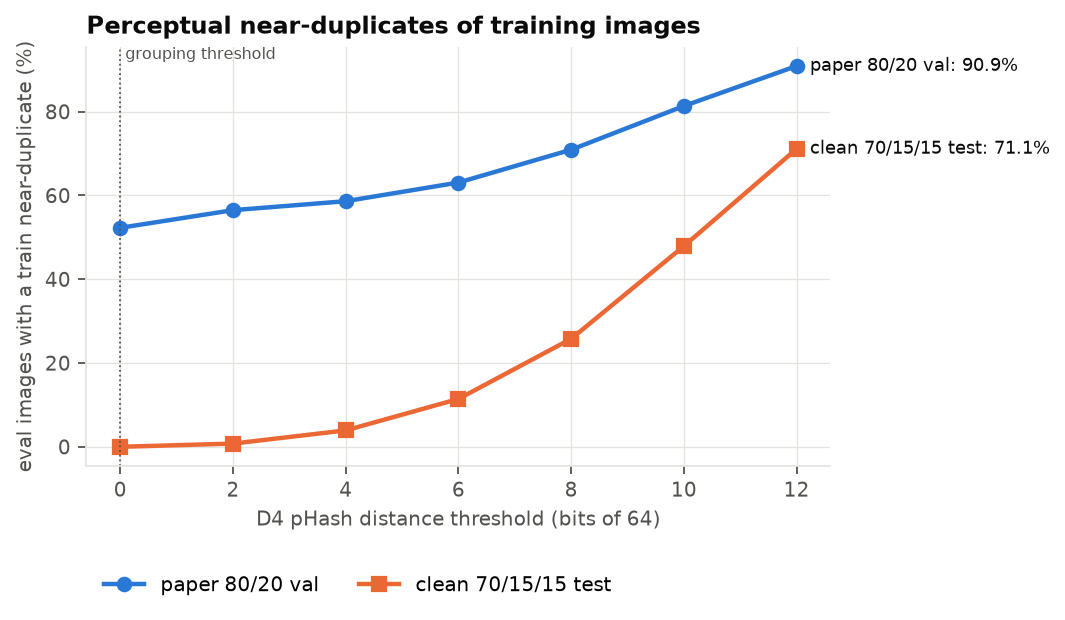 Perceptual near-duplicates of training images
grouping threshold
paper 80/20 val: 90.9%
clean 70/15/15 test: 71.1%
eval images with a train near-duplicate (%)
80
60
40
20
0
0 2 4 6 8 10 12
D4 pHash distance threshold (bits of 64)
paper 80/20 val
clean 70/15/15 test